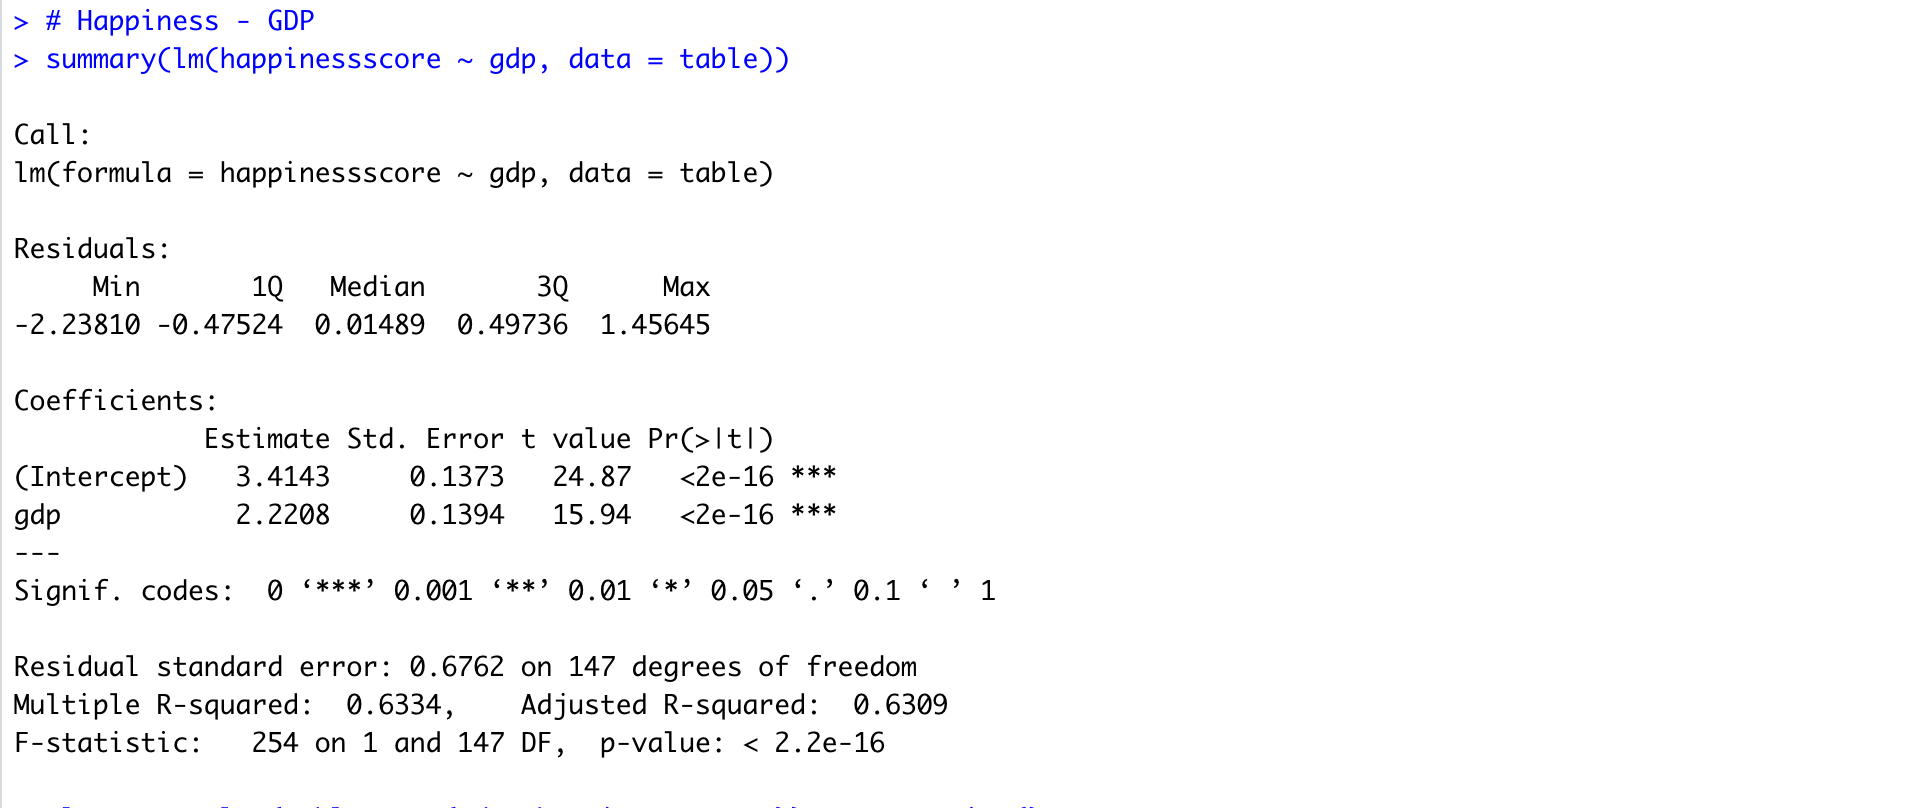 > # Happiness - GDP
> summary(lm(happinessscore ~ gdp, data = table))
Call:
lm(formula = happinessscore ~ gdp, data = table)
Residuals:
     Min       1Q   Median       3Q      Max
-2.23810 -0.47524  0.01489  0.49736  1.45645
Coefficients:
            Estimate Std. Error t value Pr(>|t|)
(Intercept)   3.4143     0.1373   24.87   <2e-16 ***
gdp           2.2208     0.1394   15.94   <2e-16 ***
---
Signif. codes:  0 ‘***’ 0.001 ‘**’ 0.01 ‘*’ 0.05 ‘.’ 0.1 ‘ ’ 1
Residual standard error: 0.6762 on 147 degrees of freedom
Multiple R-squared:  0.6334,    Adjusted R-squared:  0.6309
F-statistic:   254 on 1 and 147 DF,  p-value: < 2.2e-16